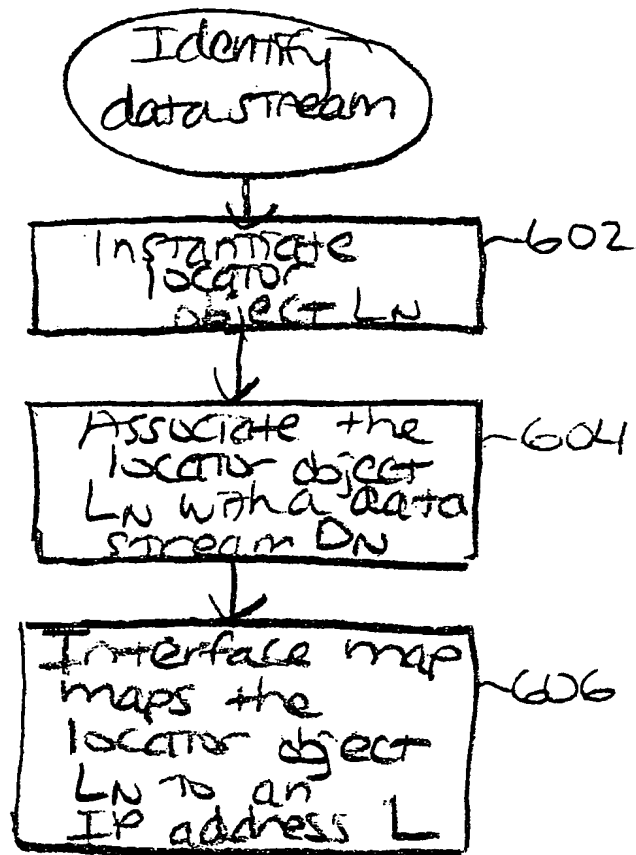 Identify
datastream
Instantiate
locator
object LN
602
Associate the
locator object
LN with a data
stream DN
604
Interface map
maps the
locator object
LN to an
IP address L
606